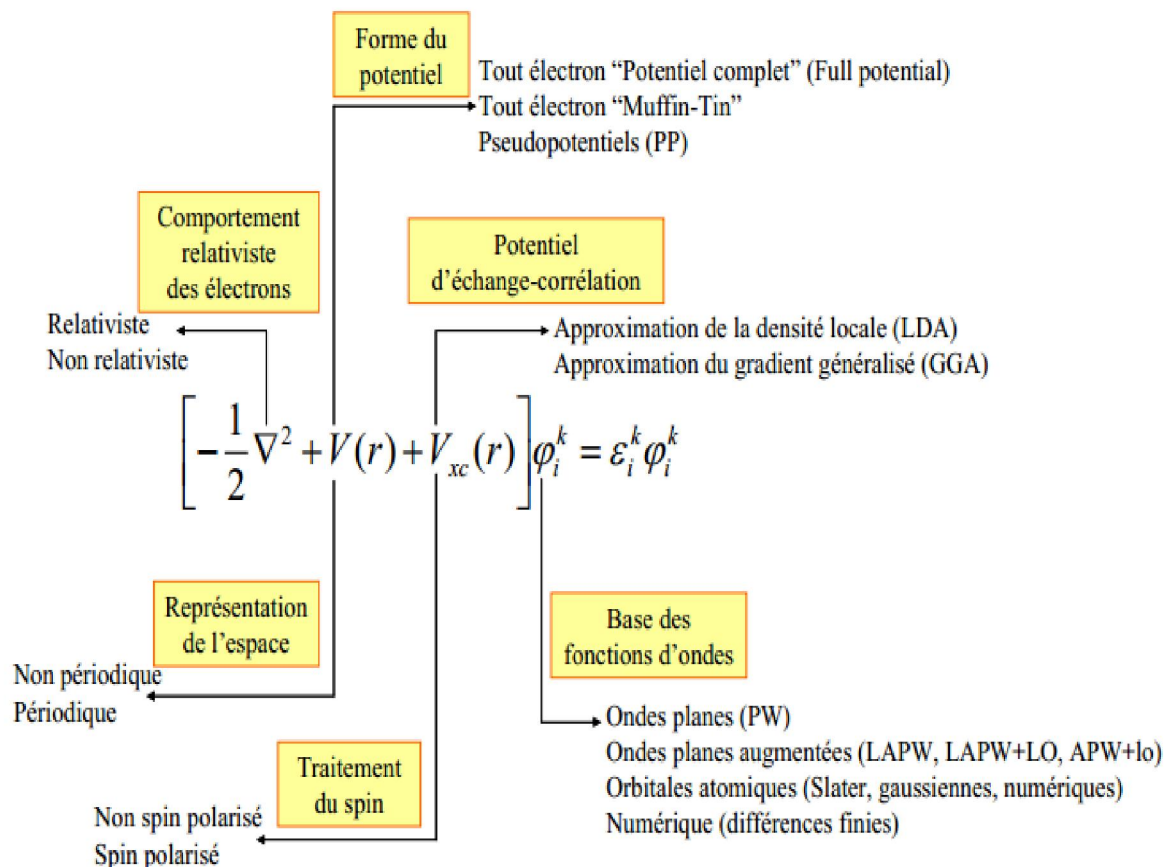 Forme du
potentiel
Tout électron “Potentiel complet” (Full potential)
Tout électron “Muffin-Tin”
Pseudopotentiels (PP)
Comportement
relativiste
des électrons
Potentiel
d’échange-corrélation
Relativiste
Non relativiste
Approximation de la densité locale (LDA)
Approximation du gradient généralisé (GGA)
[-1/2 ∇² + V(r) + V_xc(r)] φ_i^k = ε_i^k φ_i^k
Représentation
de l’espace
Base des
fonctions d’ondes
Non périodique
Périodique
Ondes planes (PW)
Ondes planes augmentées (LAPW, LAPW+LO, APW+lo)
Orbitales atomiques (Slater, gaussiennes, numériques)
Numérique (différences finies)
Traitement
du spin
Non spin polarisé
Spin polarisé